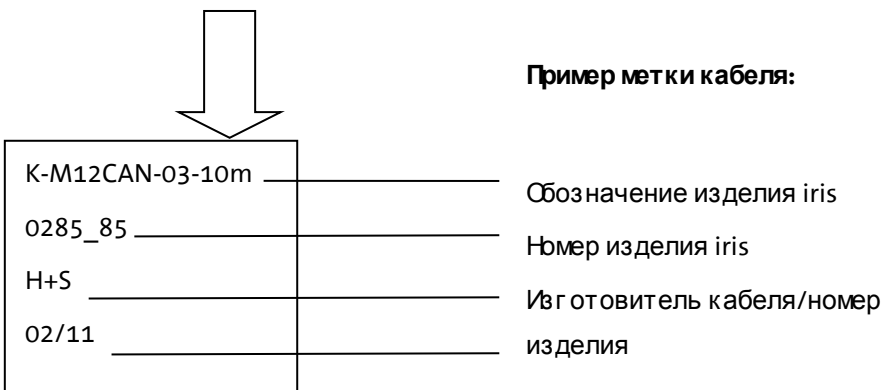 Пример метки кабеля:
K-M12CAN-03-10m
Обозначение изделия iris
0285_85
Номер изделия iris
H+S
Изготовитель кабеля/номер
изделия
02/11